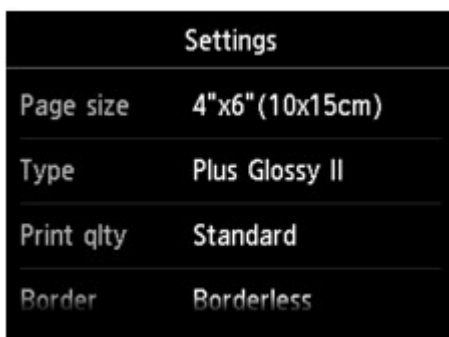 Settings
Page size 4"x6"(10x15cm)
Type Plus Glossy II
Print qlty Standard
Border Borderless